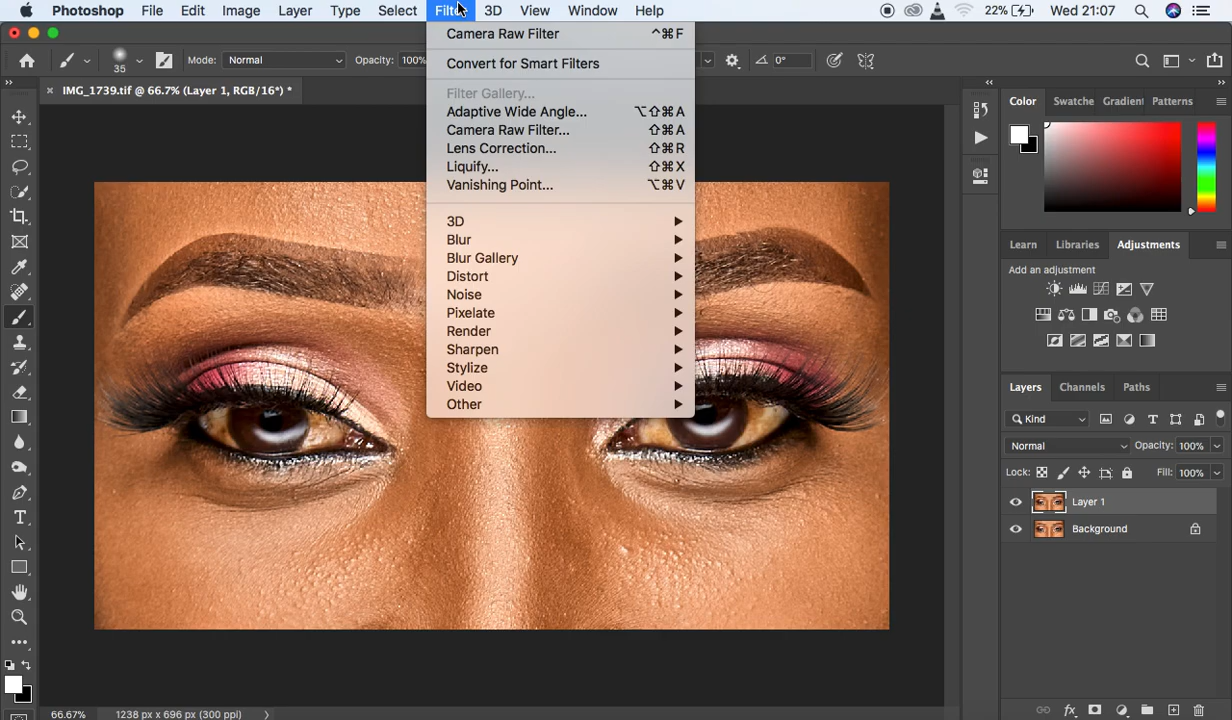 Photoshop File Edit Image Layer Type Select Filter 3D View Window Help 22% Wed 21:07
35 Mode: Normal Opacity: 100% 0°
IMG_1739.tif @ 66.7% (Layer 1, RGB/16*) *
Camera Raw Filter ^⌘F
Convert for Smart Filters
Filter Gallery...
Adaptive Wide Angle... ⌥⇧⌘A
Camera Raw Filter... ⇧⌘A
Lens Correction... ⇧⌘R
Liquify... ⇧⌘X
Vanishing Point... ⌥⌘V
3D
Blur
Blur Gallery
Distort
Noise
Pixelate
Render
Sharpen
Stylize
Video
Other
Color Swatche Gradien Patterns
Learn Libraries Adjustments
Add an adjustment
Layers Channels Paths
Kind
Normal Opacity: 100%
Lock: Fill: 100%
Layer 1
Background
66.67% 1238 px x 696 px (300 ppi)